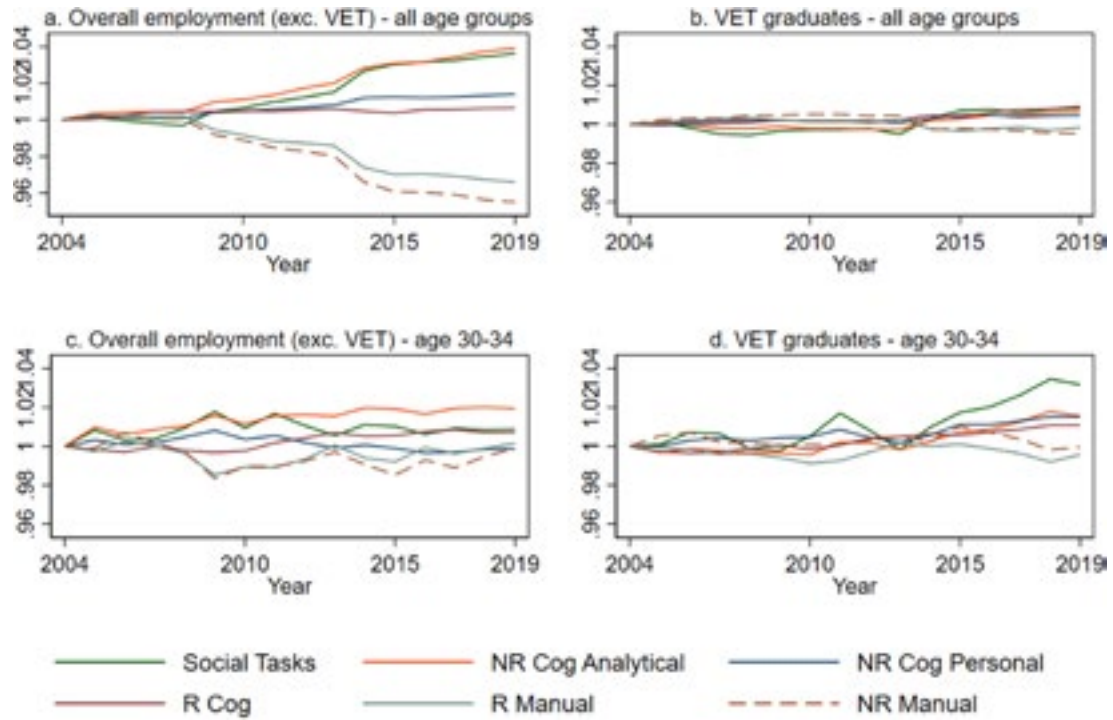 a. Overall employment (exc. VET) - all age groups
b. VET graduates - all age groups
.96 .98 1 1.02 1.04
.96 .98 1 1.02 1.04
2004 2010 2015 2019
2004 2010 2015 2019
Year
Year
c. Overall employment (exc. VET) - age 30-34
d. VET graduates - age 30-34
.96 .98 1 1.02 1.04
.96 .98 1 1.02 1.04
2004 2010 2015 2019
2004 2010 2015 2019
Year
Year
Social Tasks
NR Cog Analytical
NR Cog Personal
R Cog
R Manual
NR Manual